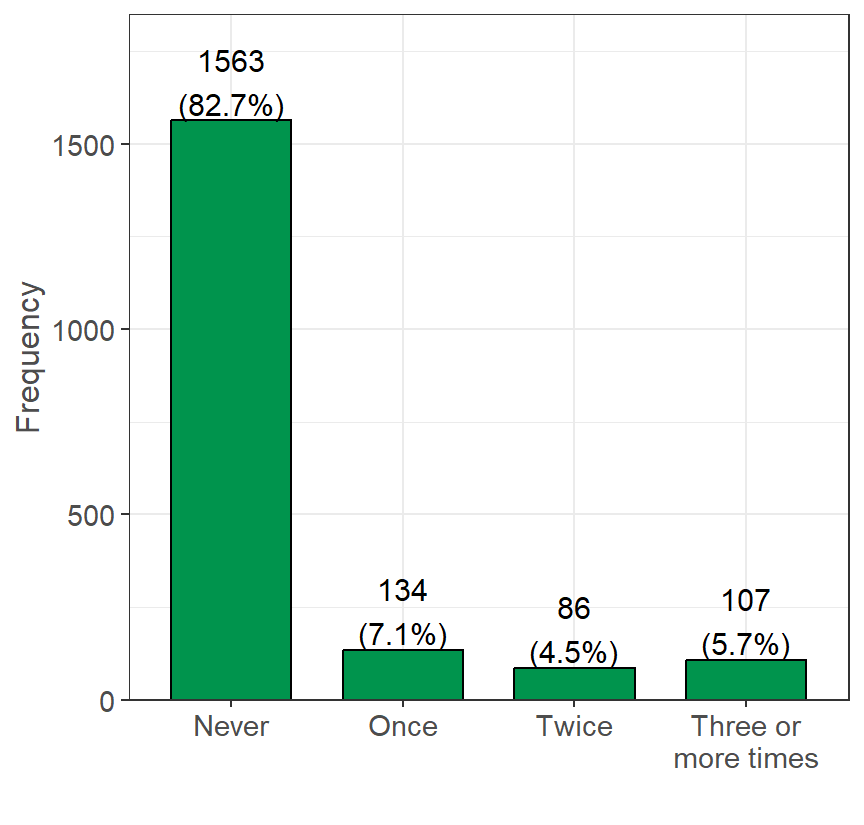 1563
(82.7%)
1500
1000
Frequency
500
134
(7.1%)
86
(4.5%)
107
(5.7%)
0
Never
Once
Twice
Three or
more times